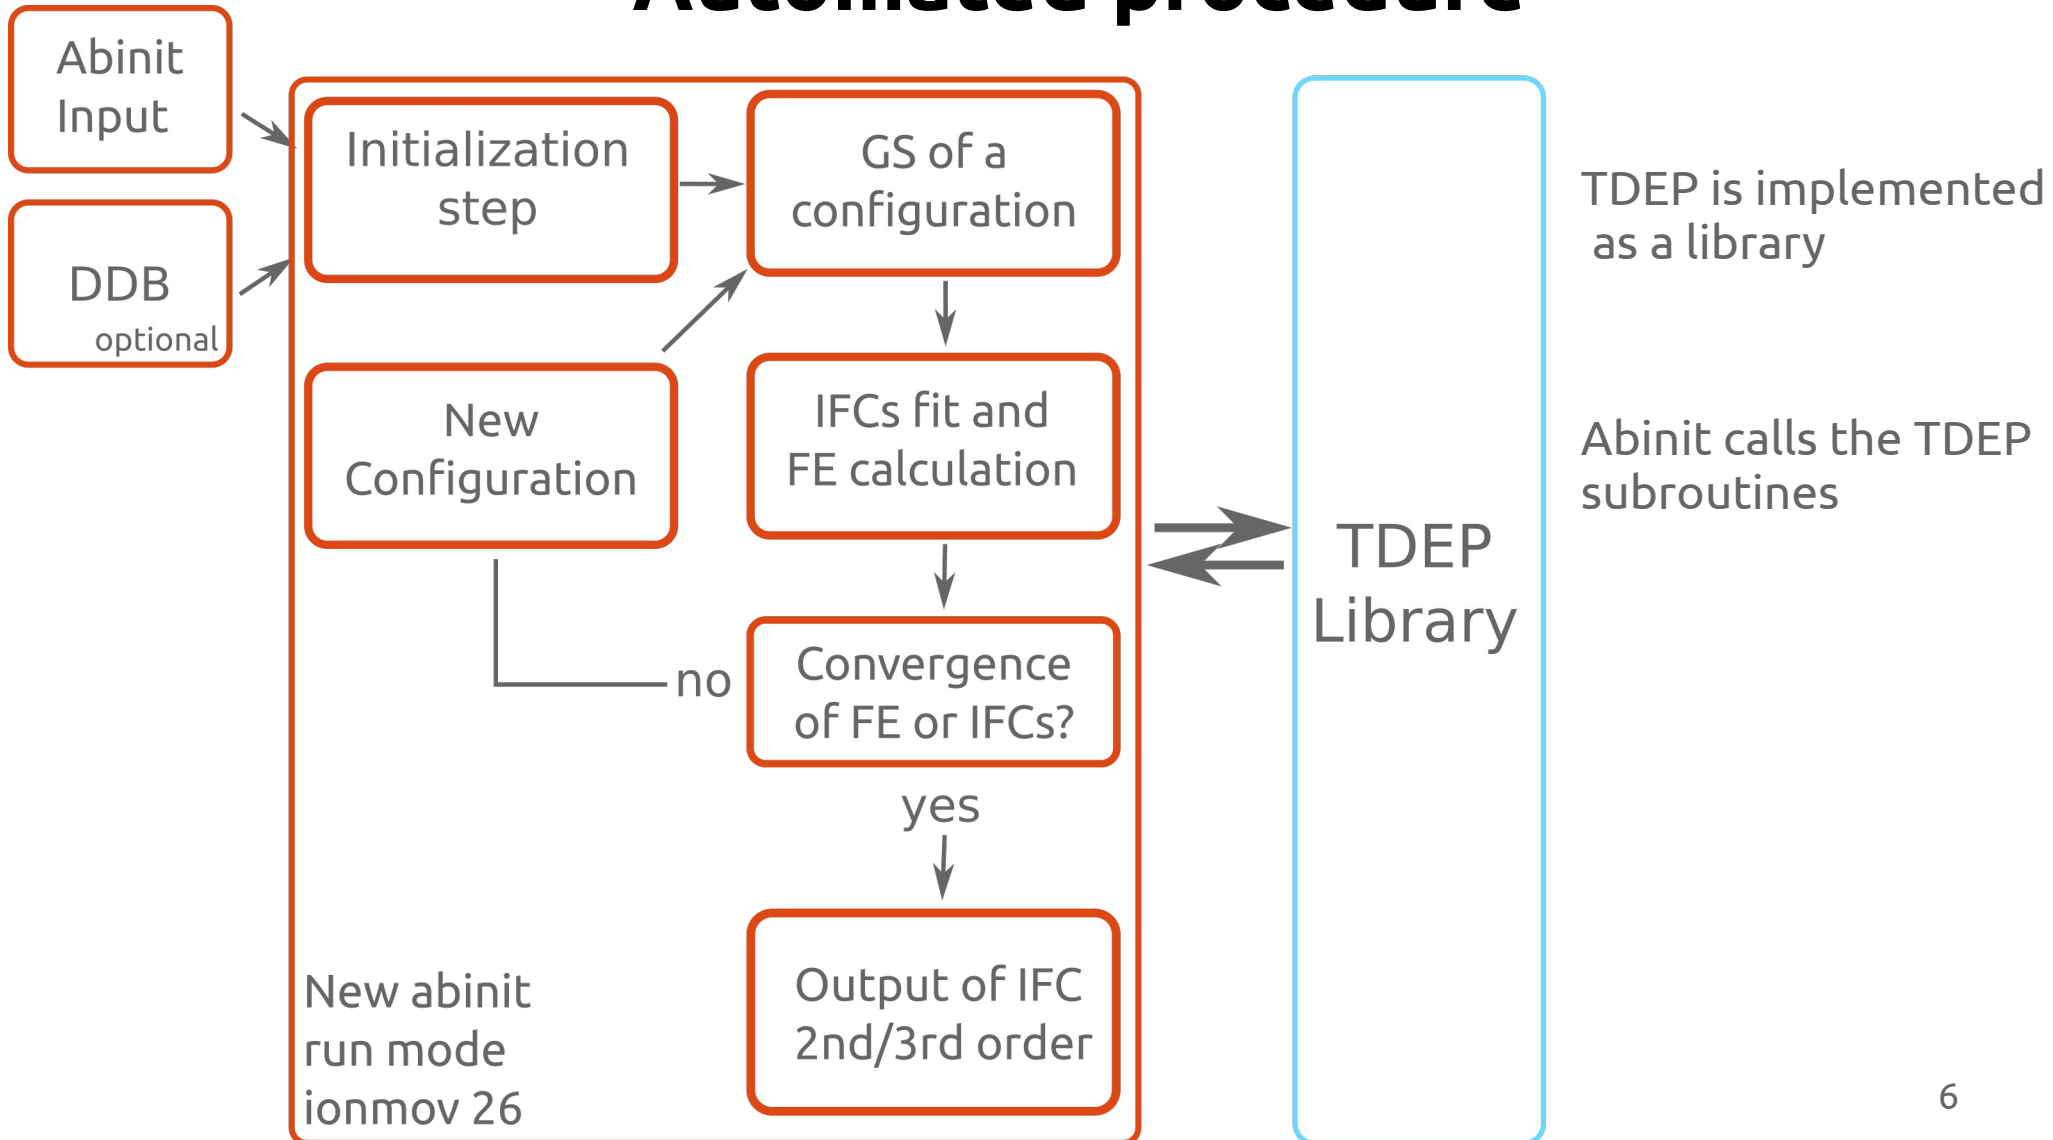 Automated procedure
Abinit
Input
DDB
optional
Initialization
step
GS of a
configuration
New
Configuration
IFCs fit and
FE calculation
no
Convergence
of FE or IFCs?
yes
Output of IFC
2nd/3rd order
New abinit
run mode
ionmov 26
TDEP
Library
TDEP is implemented
as a library
Abinit calls the TDEP
subroutines
6